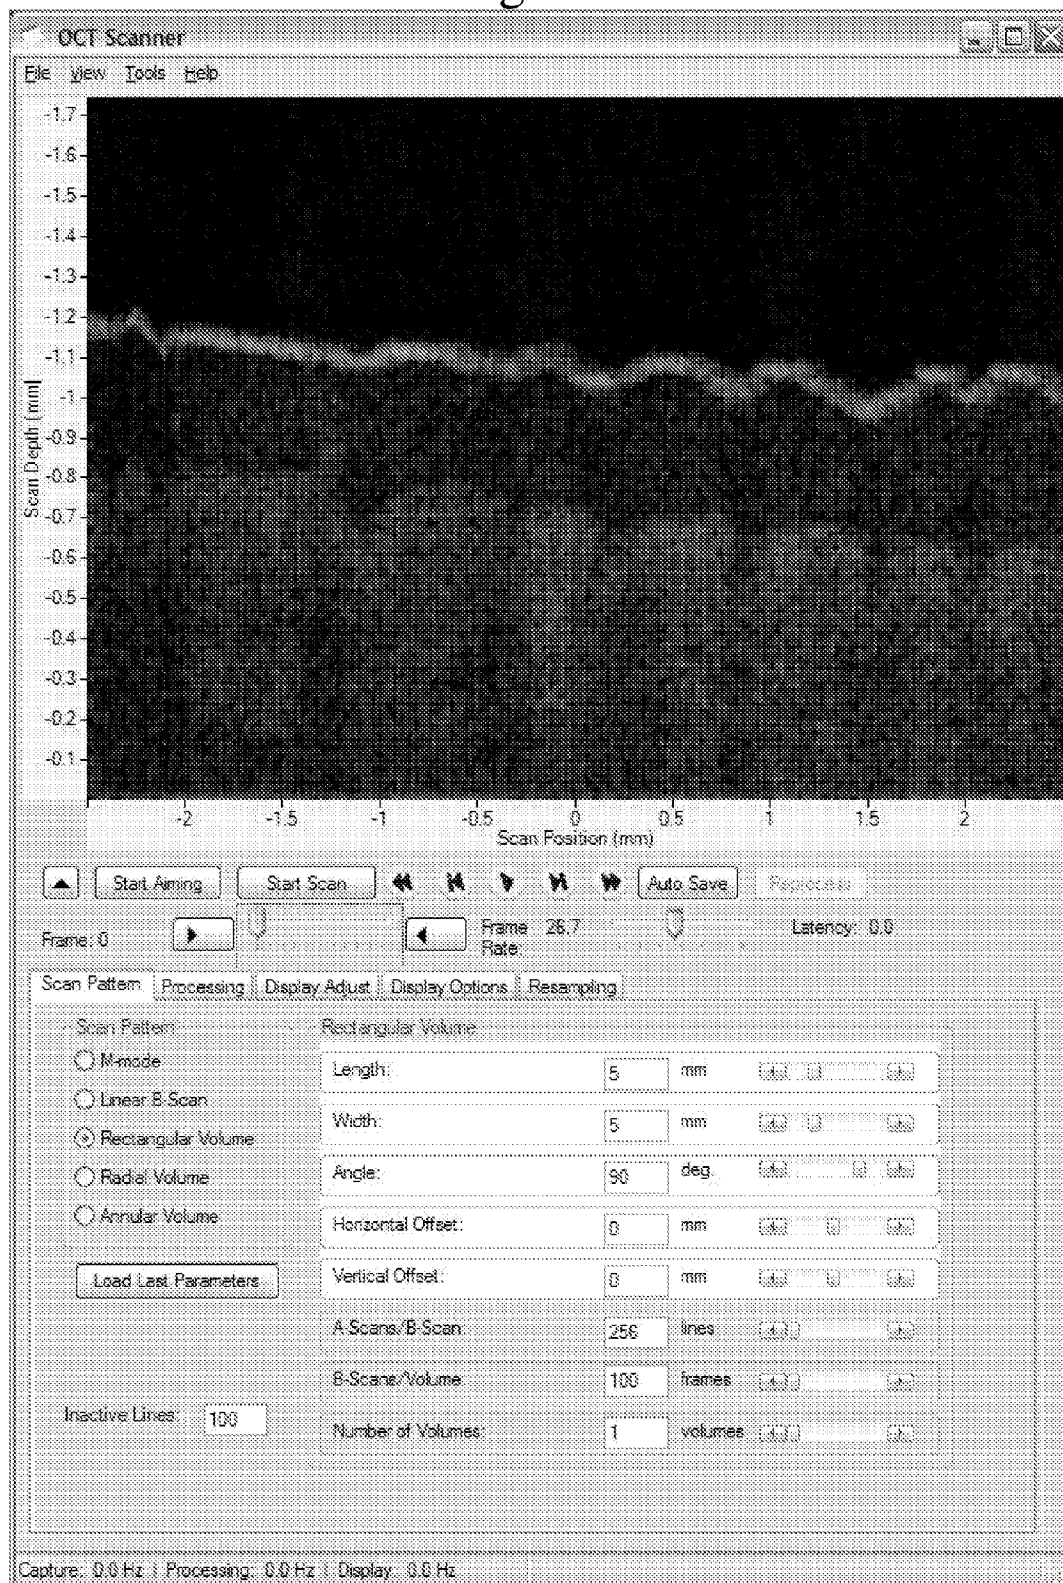 OCT Scanner
File View Tools Help
-1.7
-1.6
-1.5
-1.4
-1.3
-1.2
-1.1
-1
-0.9
-0.8
-0.7
-0.6
-0.5
-0.4
-0.3
-0.2
-0.1
Scan Depth (mm)
-2 -1.5 -1 -0.5 0 0.5 1 1.5 2
Scan Position (mm)
Start Aiming Start Scan Auto Save Reprocess
Frame: 0 Frame Rate: 26.7 Latency: 0.0
Scan Pattern Processing Display Adjust Display Options Resampling
Scan Pattern Rectangular Volume
M-mode
Linear B-Scan
Rectangular Volume
Radial Volume
Annular Volume
Load Last Parameters
Inactive Lines: 100
Length: 5 mm
Width: 5 mm
Angle: 90 deg.
Horizontal Offset: 0 mm
Vertical Offset: 0 mm
A-Scans/B-Scan: 256 lines
B-Scans/Volume: 100 frames
Number of Volumes: 1 volumes
Capture: 0.0 Hz | Processing: 0.0 Hz | Display: 0.0 Hz